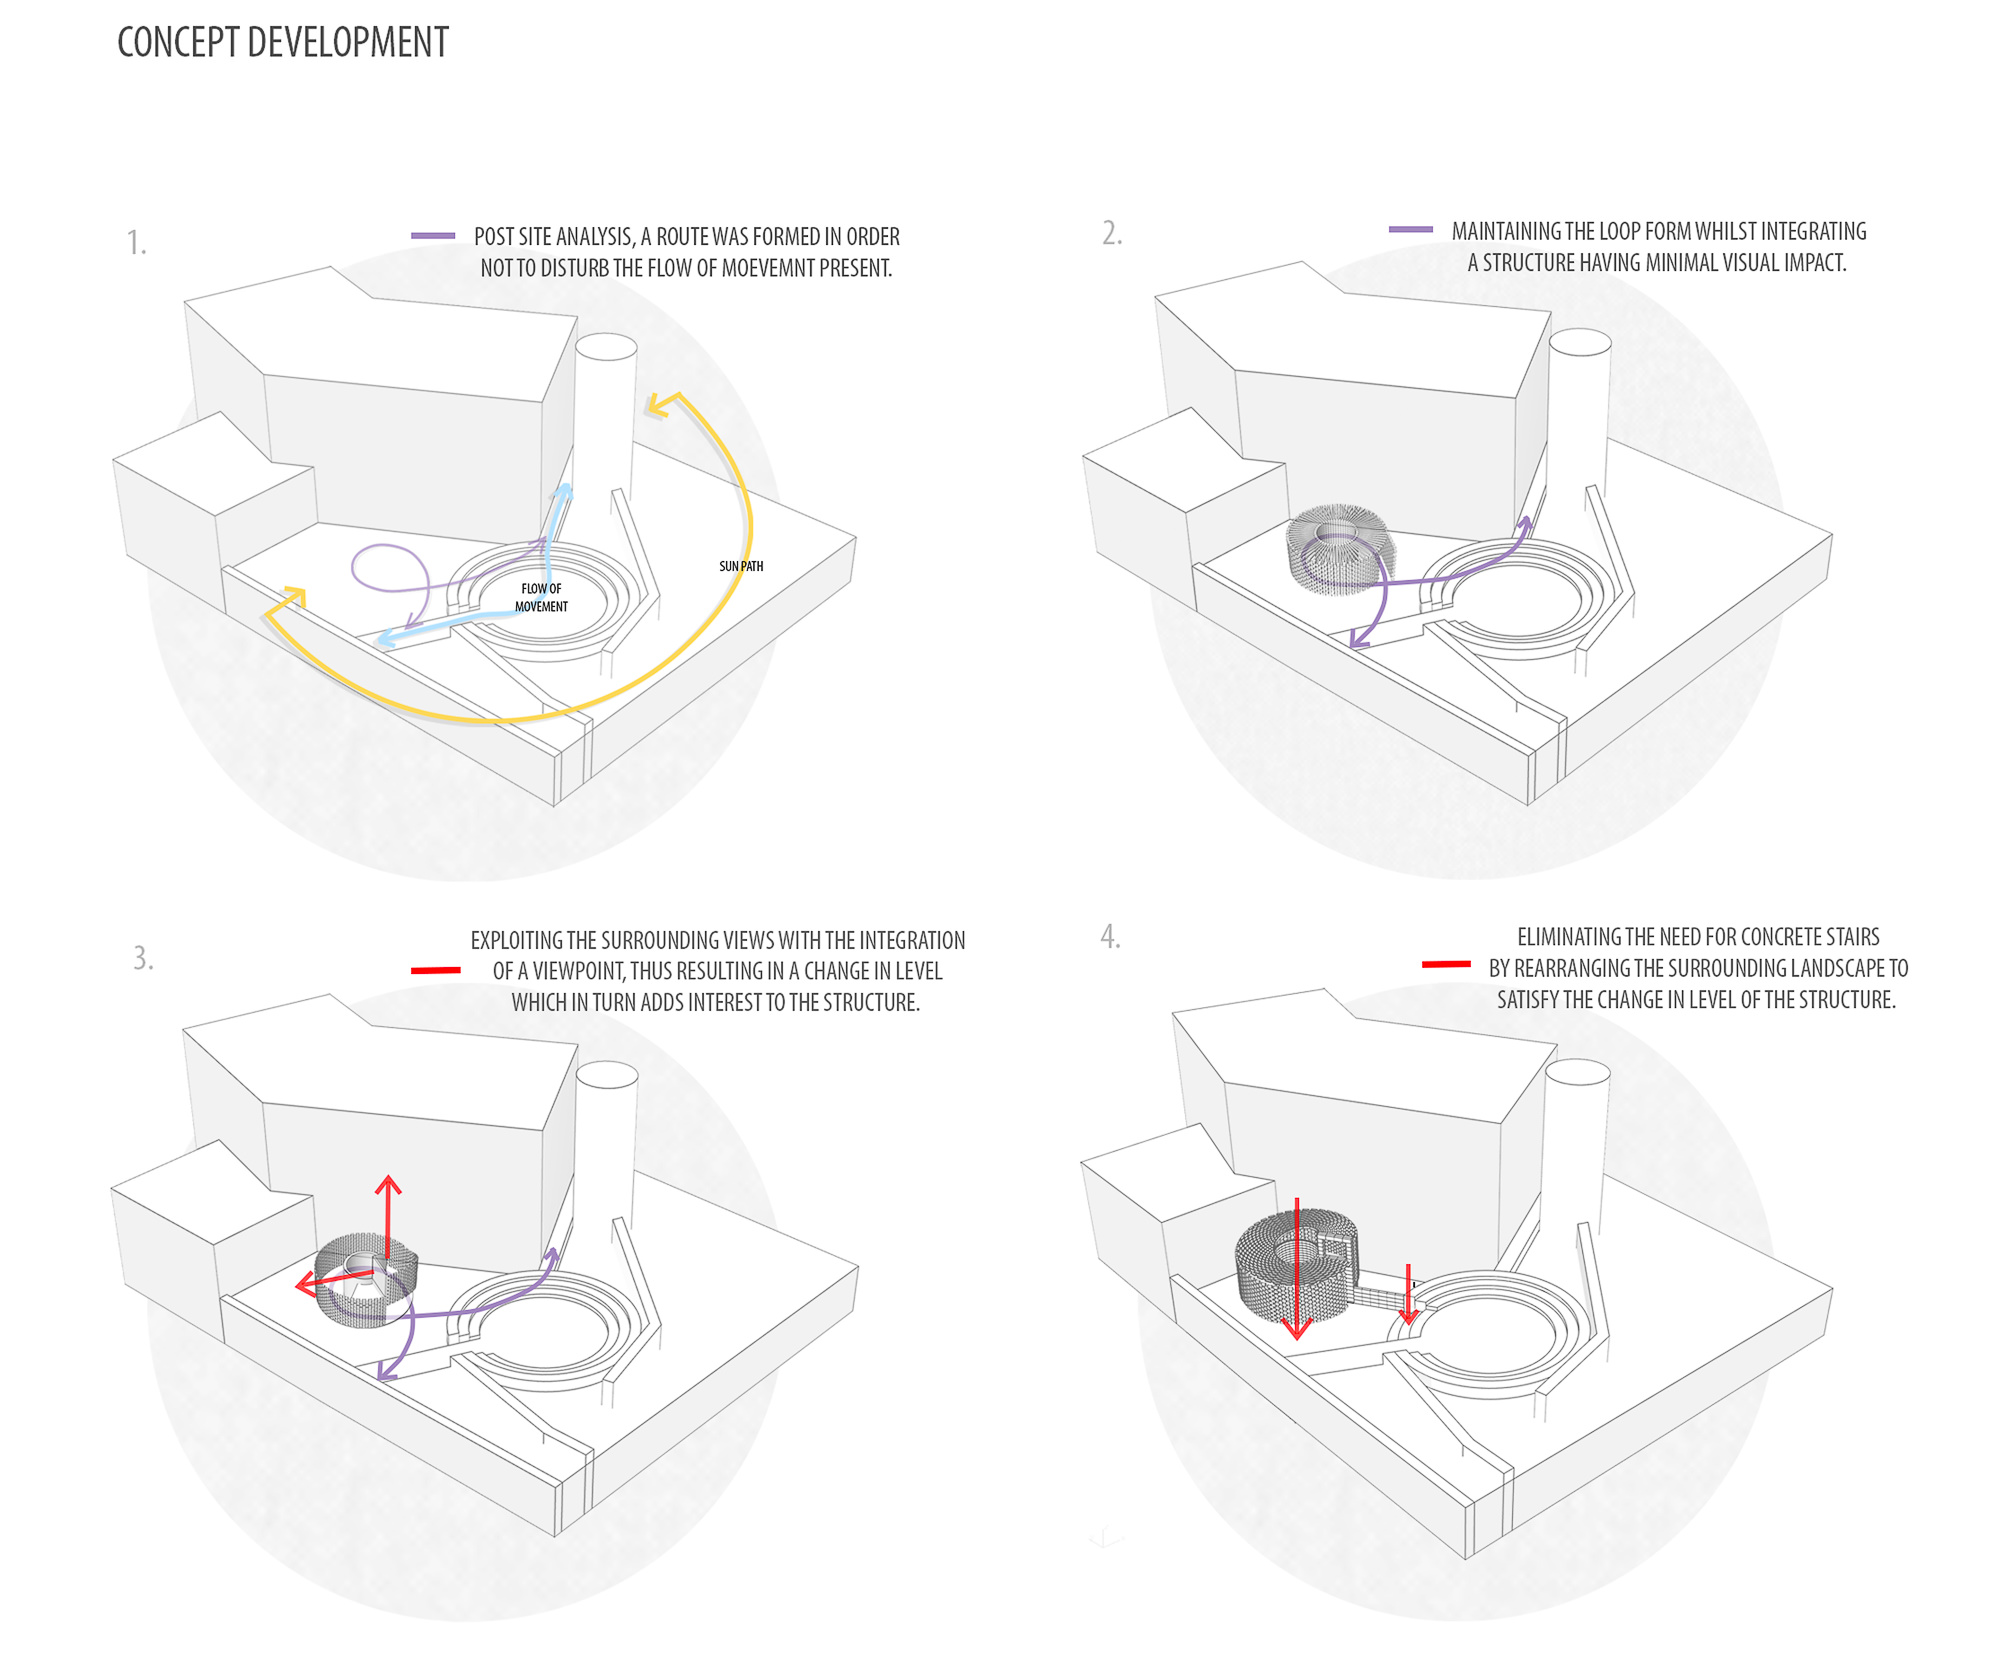 CONCEPT DEVELOPMENT
1.
POST SITE ANALYSIS, A ROUTE WAS FORMED IN ORDER
NOT TO DISTURB THE FLOW OF MOEVEMNT PRESENT.
SUN PATH
FLOW OF
MOVEMENT
2.
MAINTAINING THE LOOP FORM WHILST INTEGRATING
A STRUCTURE HAVING MINIMAL VISUAL IMPACT.
3.
EXPLOITING THE SURROUNDING VIEWS WITH THE INTEGRATION
OF A VIEWPOINT, THUS RESULTING IN A CHANGE IN LEVEL
WHICH IN TURN ADDS INTEREST TO THE STRUCTURE.
4.
ELIMINATING THE NEED FOR CONCRETE STAIRS
BY REARRANGING THE SURROUNDING LANDSCAPE TO
SATISFY THE CHANGE IN LEVEL OF THE STRUCTURE.